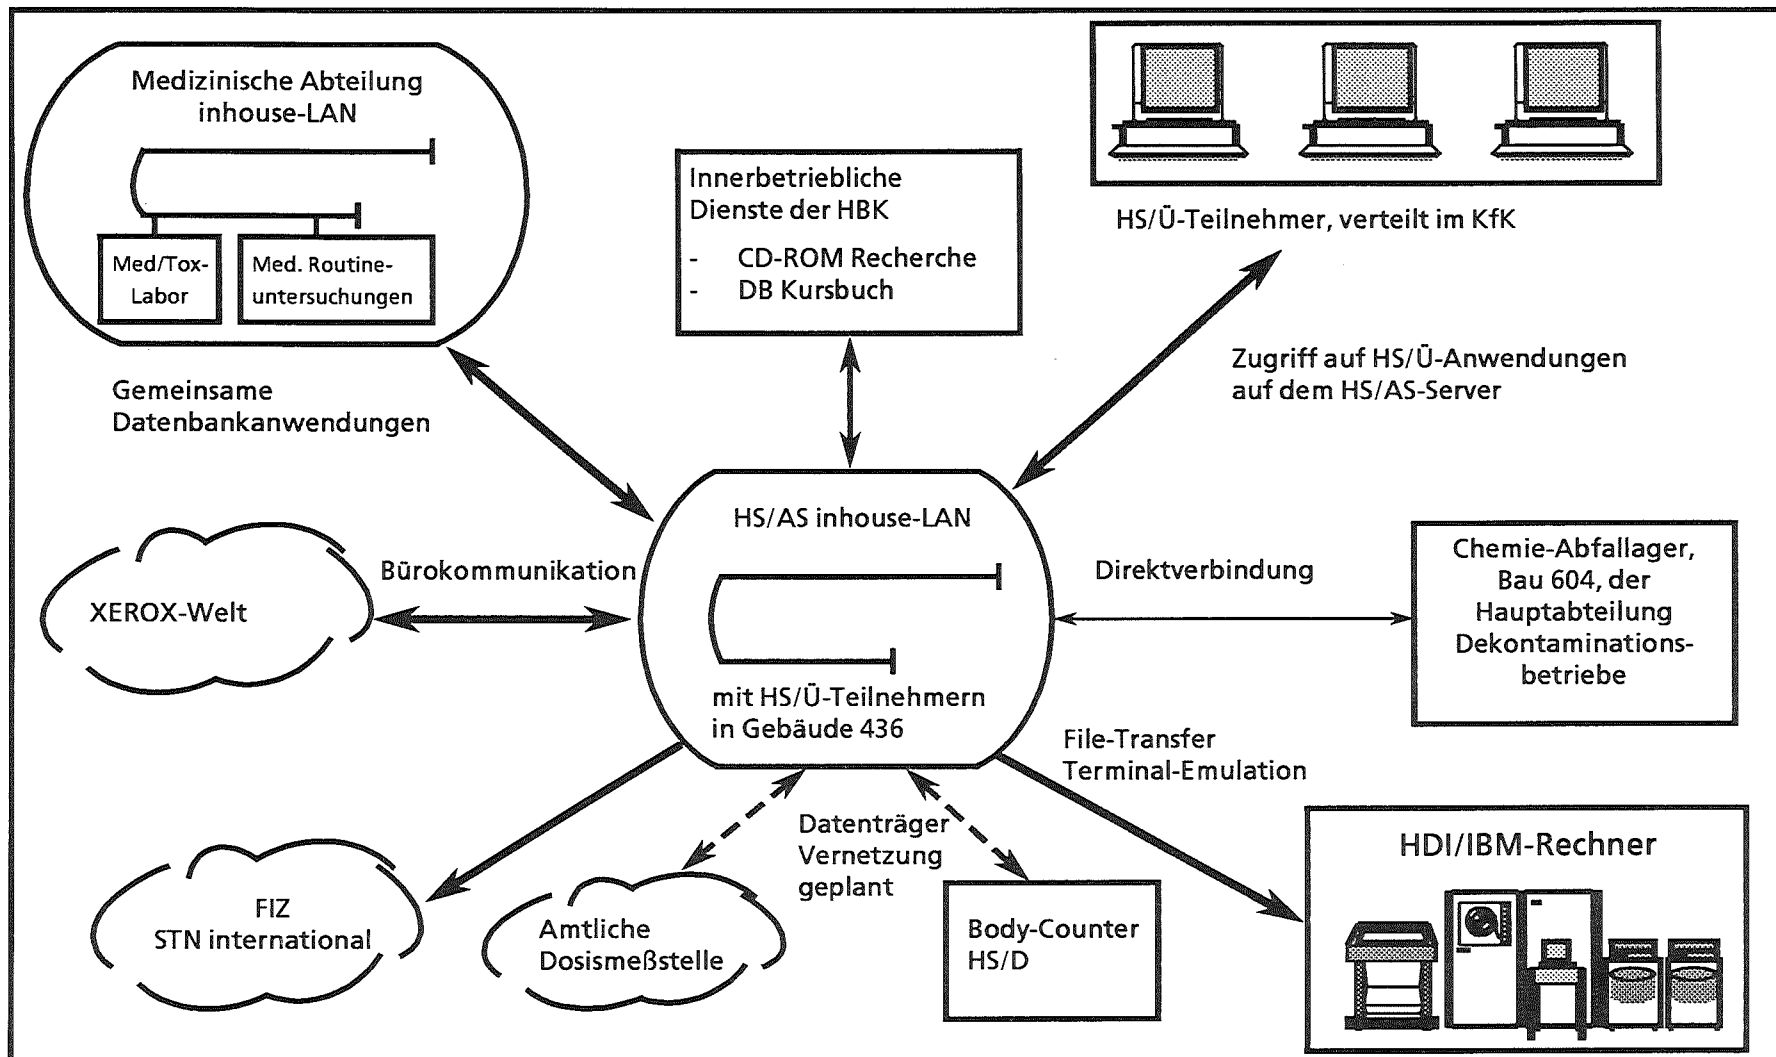 Medizinische Abteilung
inhouse-LAN
Med/Tox-
Labor
Med. Routine-
untersuchungen
Innerbetriebliche
Dienste der HBK
- CD-ROM Recherche
- DB Kursbuch
HS/Ü-Teilnehmer, verteilt im KfK
Gemeinsame
Datenbankanwendungen
Zugriff auf HS/Ü-Anwendungen
auf dem HS/AS-Server
HS/AS inhouse-LAN
mit HS/Ü-Teilnehmern
in Gebäude 436
XEROX-Welt
Bürokommunikation
Direktverbindung
Chemie-Abfallager,
Bau 604, der
Hauptabteilung
Dekontaminations-
betriebe
File-Transfer
Terminal-Emulation
FIZ
STN international
Datenträger
Vernetzung
geplant
Amtliche
Dosismeßstelle
Body-Counter
HS/D
HDI/IBM-Rechner